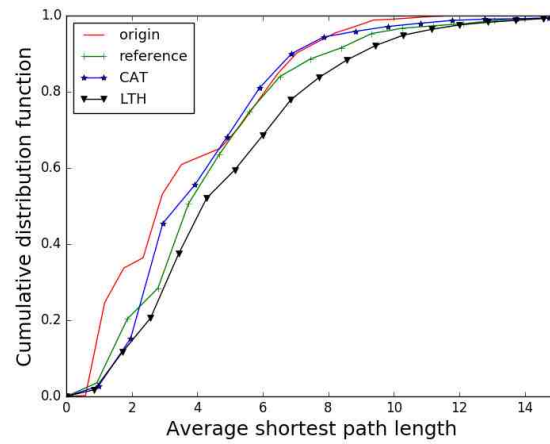 1.0
0.8
0.6
0.4
0.2
0.0
Cumulative distribution function
origin
reference
CAT
LTH
0 2 4 6 8 10 12 14
Average shortest path length